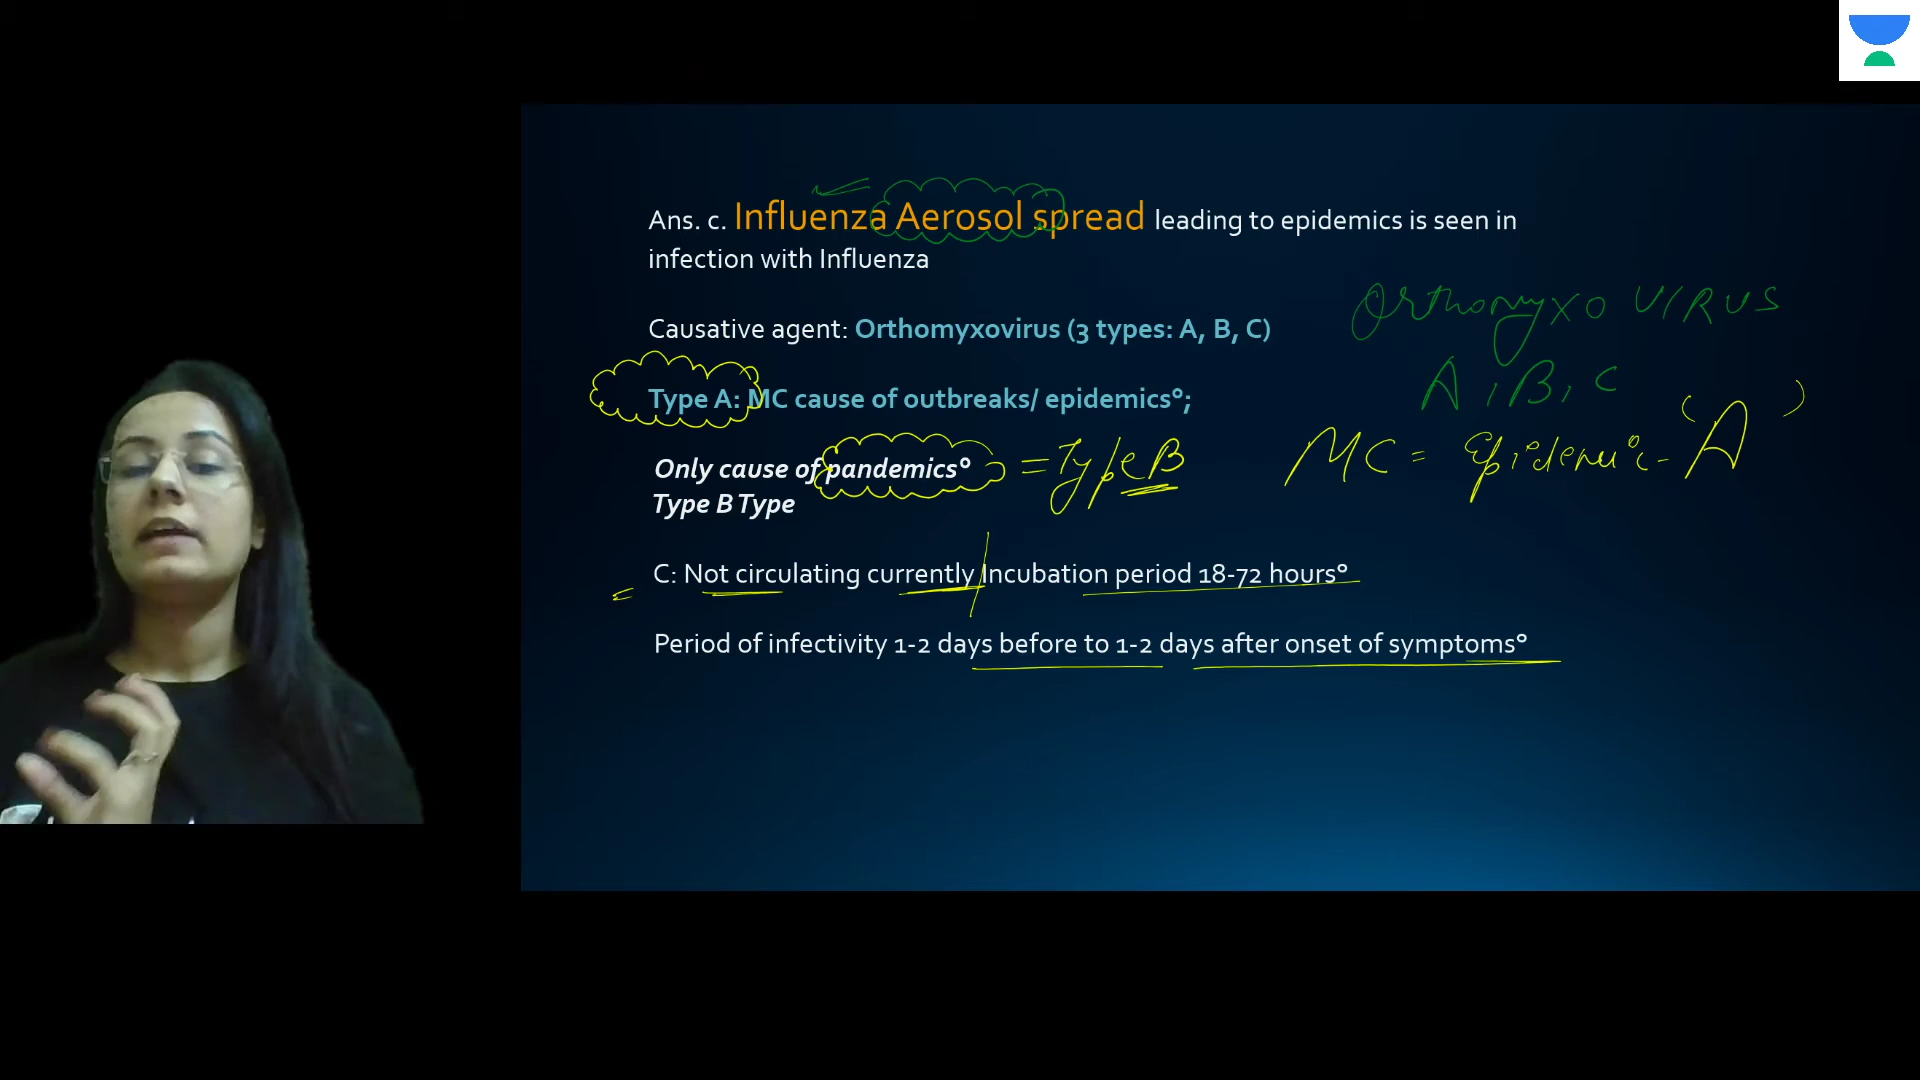 Ans. c. Influenza Aerosol spread leading to epidemics is seen in
infection with Influenza
Orthomyxo VIRUS
Causative agent: Orthomyxovirus (3 types: A, B, C)
A, B, C
Type A: MC cause of outbreaks/ epidemics°;
Only cause of pandemics° = Type B
MC = Epidemic - 'A'
Type B Type
C: Not circulating currently Incubation period 18-72 hours°
Period of infectivity 1-2 days before to 1-2 days after onset of symptoms°